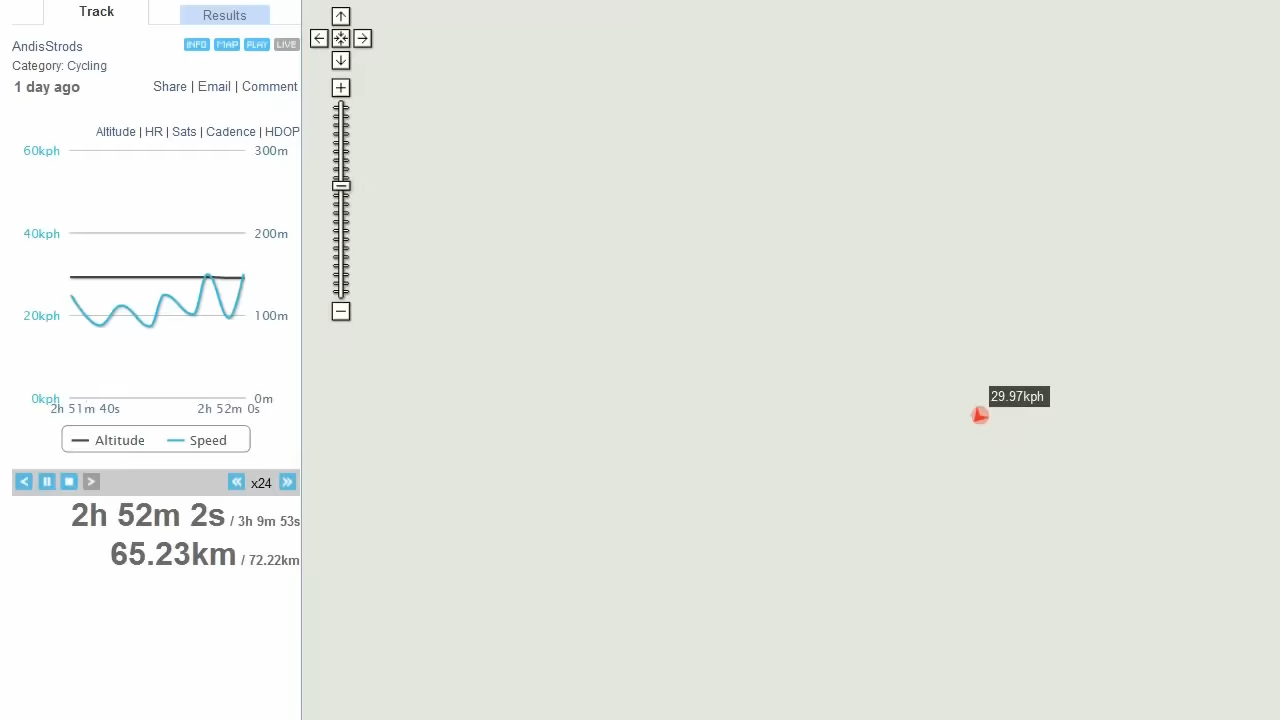 Track
Results
AndisStrods
INFO MAP PLAY LIVE
Category: Cycling
1 day ago
Share | Email | Comment
Altitude | HR | Sats | Cadence | HDOP
60kph 300m
40kph 200m
20kph 100m
0kph 0m
2h 51m 40s 2h 52m 0s
Altitude Speed
x24
2h 52m 2s / 3h 9m 53s
65.23km / 72.22km
29.97kph